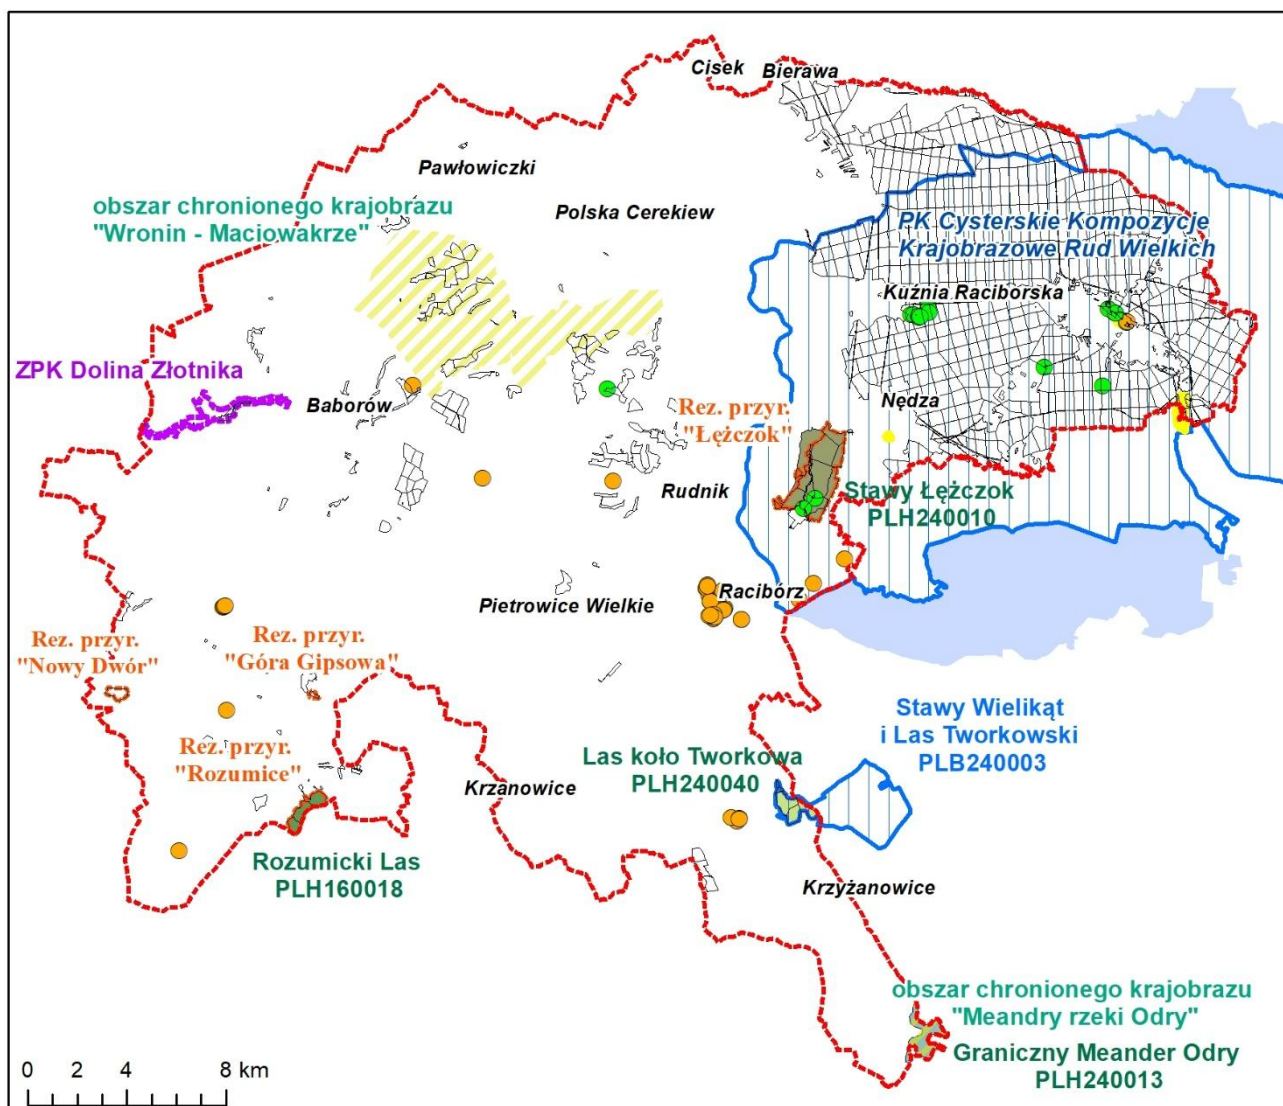 Cisek
Bierawa
Pawłowiczki
obszar chronionego krajobrazu
"Wronin - Maciowakrze"
Polska Cerekiew
PK Cysterskie Kompozycje
Krajobrazowe Rud Wielkich
Kuźnia Raciborska
ZPK Dolina Złotnika
Baborów
Nędza
Rez. przyr.
"Łężczok"
Rudnik
Stawy Łężczok
PLH240010
Racibórz
Pietrowice Wielkie
Rez. przyr.
"Nowy Dwór"
Rez. przyr.
"Góra Gipsowa"
Stawy Wielikąt
i Las Tworkowski
PLB240003
Rez. przyr.
"Rozumice"
Las koło Tworkowa
PLH240040
Krzanowice
Rozumicki Las
PLH160018
Krzyżanowice
obszar chronionego krajobrazu
"Meandry rzeki Odry"
Graniczny Meander Odry
PLH240013
0 4 8 km